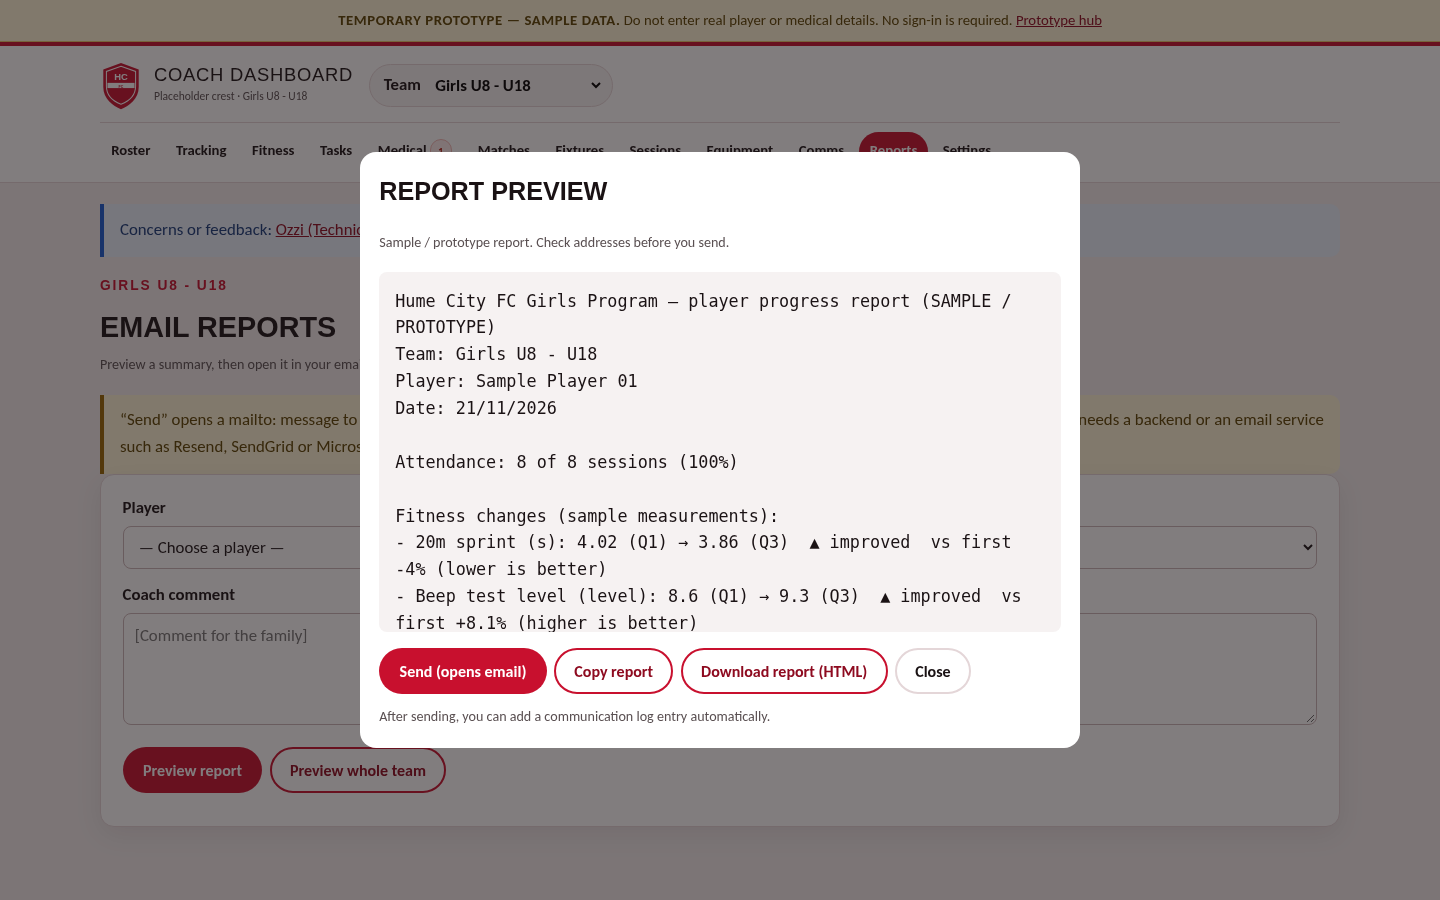 TEMPORARY PROTOTYPE — SAMPLE DATA. Do not enter real player or medical details. No sign-in is required. Prototype hub
HC
COACH DASHBOARD
Placeholder crest · Girls U8 - U18
Team Girls U8 - U18
Roster Tracking Fitness Tasks Medical 1 Matches Fixtures Sessions Equipment Comms Reports Settings
Concerns or feedback: Ozzi (Technic
GIRLS U8 - U18
EMAIL REPORTS
Preview a summary, then open it in your ema
“Send” opens a mailto: message to
needs a backend or an email service
such as Resend, SendGrid or Micros
Player
— Choose a player —
Coach comment
[Comment for the family]
Preview report Preview whole team
REPORT PREVIEW
Sample / prototype report. Check addresses before you send.
Hume City FC Girls Program — player progress report (SAMPLE /
PROTOTYPE)
Team: Girls U8 - U18
Player: Sample Player 01
Date: 21/11/2026
Attendance: 8 of 8 sessions (100%)
Fitness changes (sample measurements):
- 20m sprint (s): 4.02 (Q1) → 3.86 (Q3) ▲ improved vs first
-4% (lower is better)
- Beep test level (level): 8.6 (Q1) → 9.3 (Q3) ▲ improved vs
first +8.1% (higher is better)
Send (opens email) Copy report Download report (HTML) Close
After sending, you can add a communication log entry automatically.